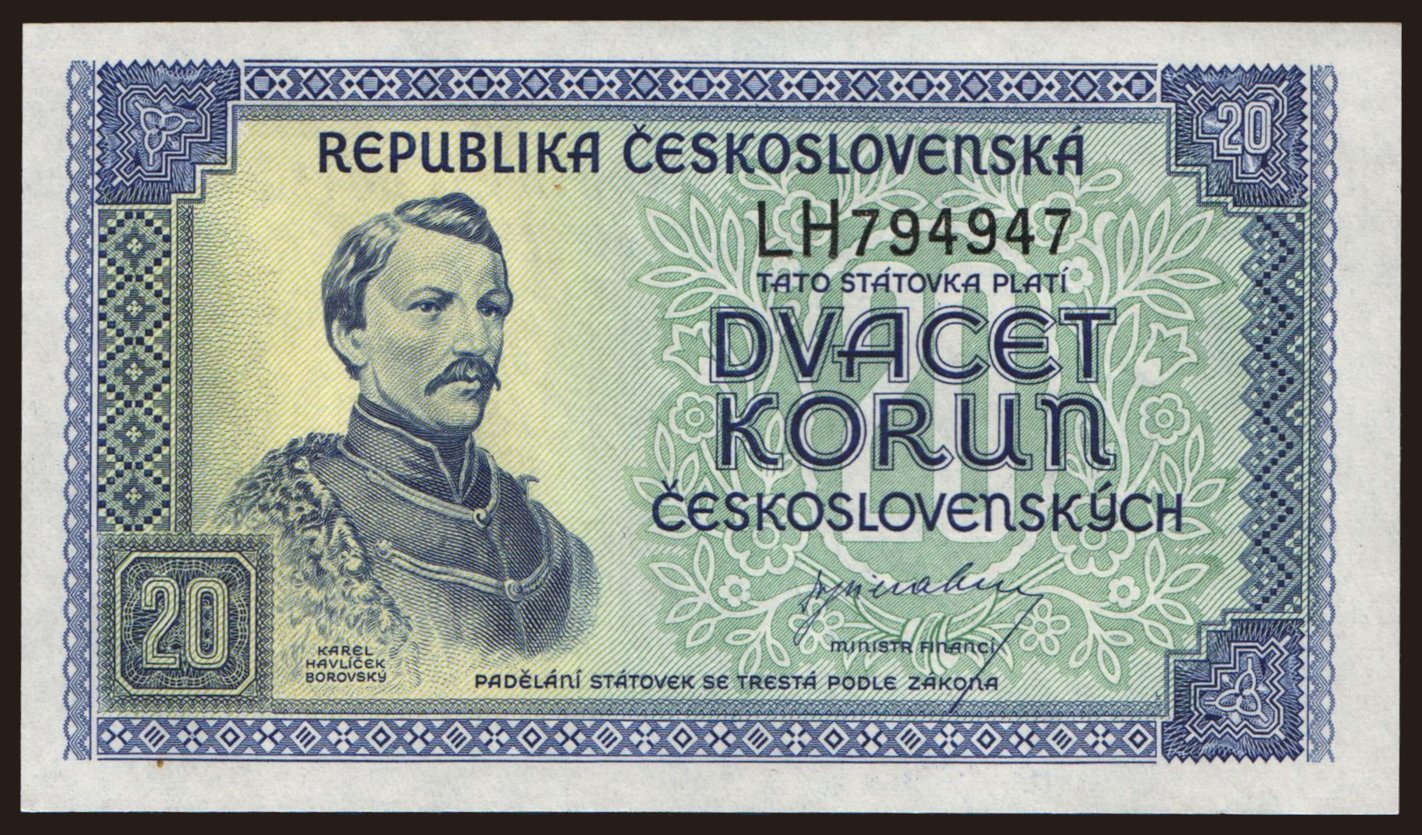 20
REPUBLIKA ČESKOSLOVENSKÁ
LH794947
TATO STÁTOVKA PLATÍ
DVACET
KORUN
ČESKOSLOVENSKÝCH
20
20
MINISTR FINANCÍ
KAREL
HAVLÍČEK
BOROVSKÝ
PADĚLÁNÍ STÁTOVEK SE TRESTÁ PODLE ZÁKONA